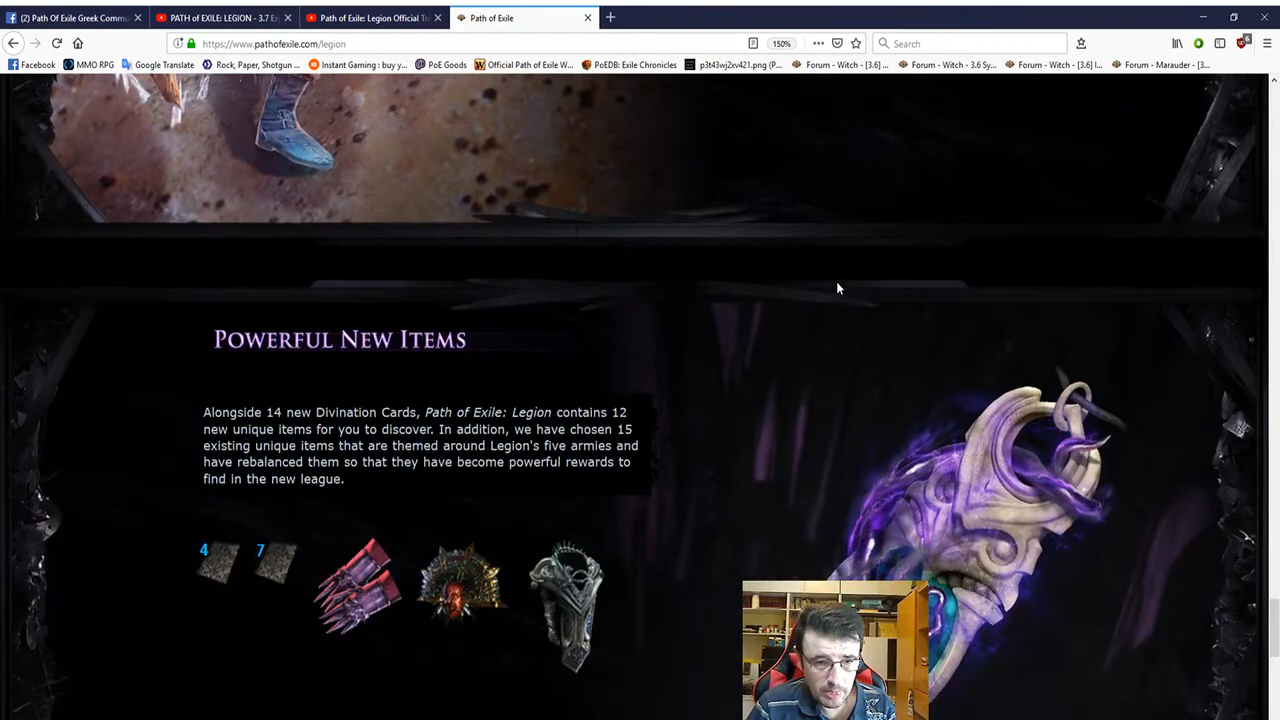 (2) Path Of Exile Greek Commu
PATH of EXILE: LEGION - 3.7 E
Path of Exile: Legion Official Tr
Path of Exile
https://www.pathofexile.com/legion
150%
Search
6
Facebook
MMO RPG
Google Translate
Rock, Paper, Shotgun ...
Instant Gaming : buy y...
PoE Goods
Official Path of Exile W...
PoEDB: Exile Chronicles
p3t43wj2xv421.png (P...
Forum - Witch - [3.6] ...
Forum - Witch - 3.6 Sy...
Forum - Witch - [3.6] I...
Forum - Marauder - [3...
POWERFUL NEW ITEMS
Alongside 14 new Divination Cards, Path of Exile: Legion contains 12
new unique items for you to discover. In addition, we have chosen 15
existing unique items that are themed around Legion's five armies and
have rebalanced them so that they have become powerful rewards to
find in the new league.
4
7